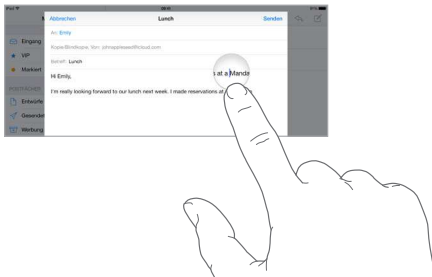 iPad
Abbrechen Lunch Senden
An: Emily
Kopie/Blindkopie, Von: johnappleseed@icloud.com
Eingang
Betreff: Lunch
VIP
Markiert
Hi Emily,
s at a Manda
I'm really looking forward to our lunch next week. I made reservations at
POSTFÄCHER
Entwürfe
Gesendet
Werbung